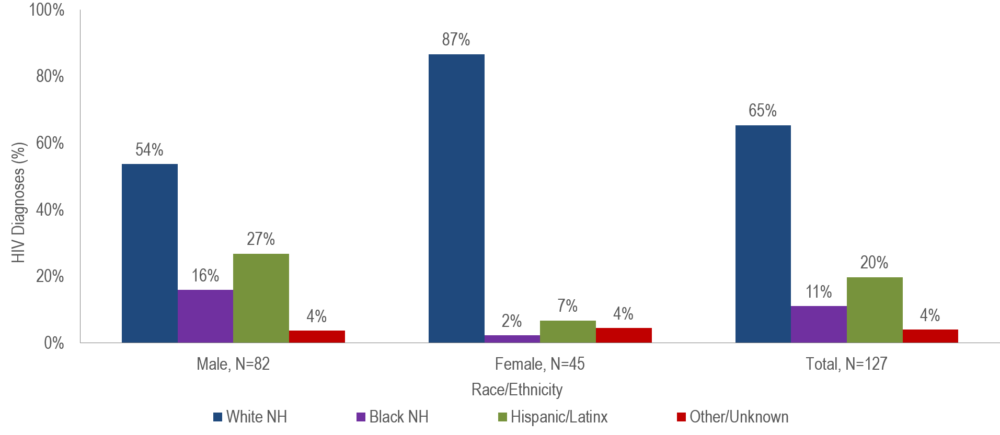 100%
80%
60%
40%
20%
0%
HIV Diagnoses (%)
54%
16%
27%
4%
87%
2%
7%
4%
65%
11%
20%
4%
Male, N=82
Female, N=45
Total, N=127
Race/Ethnicity
White NH
Black NH
Hispanic/Latinx
Other/Unknown